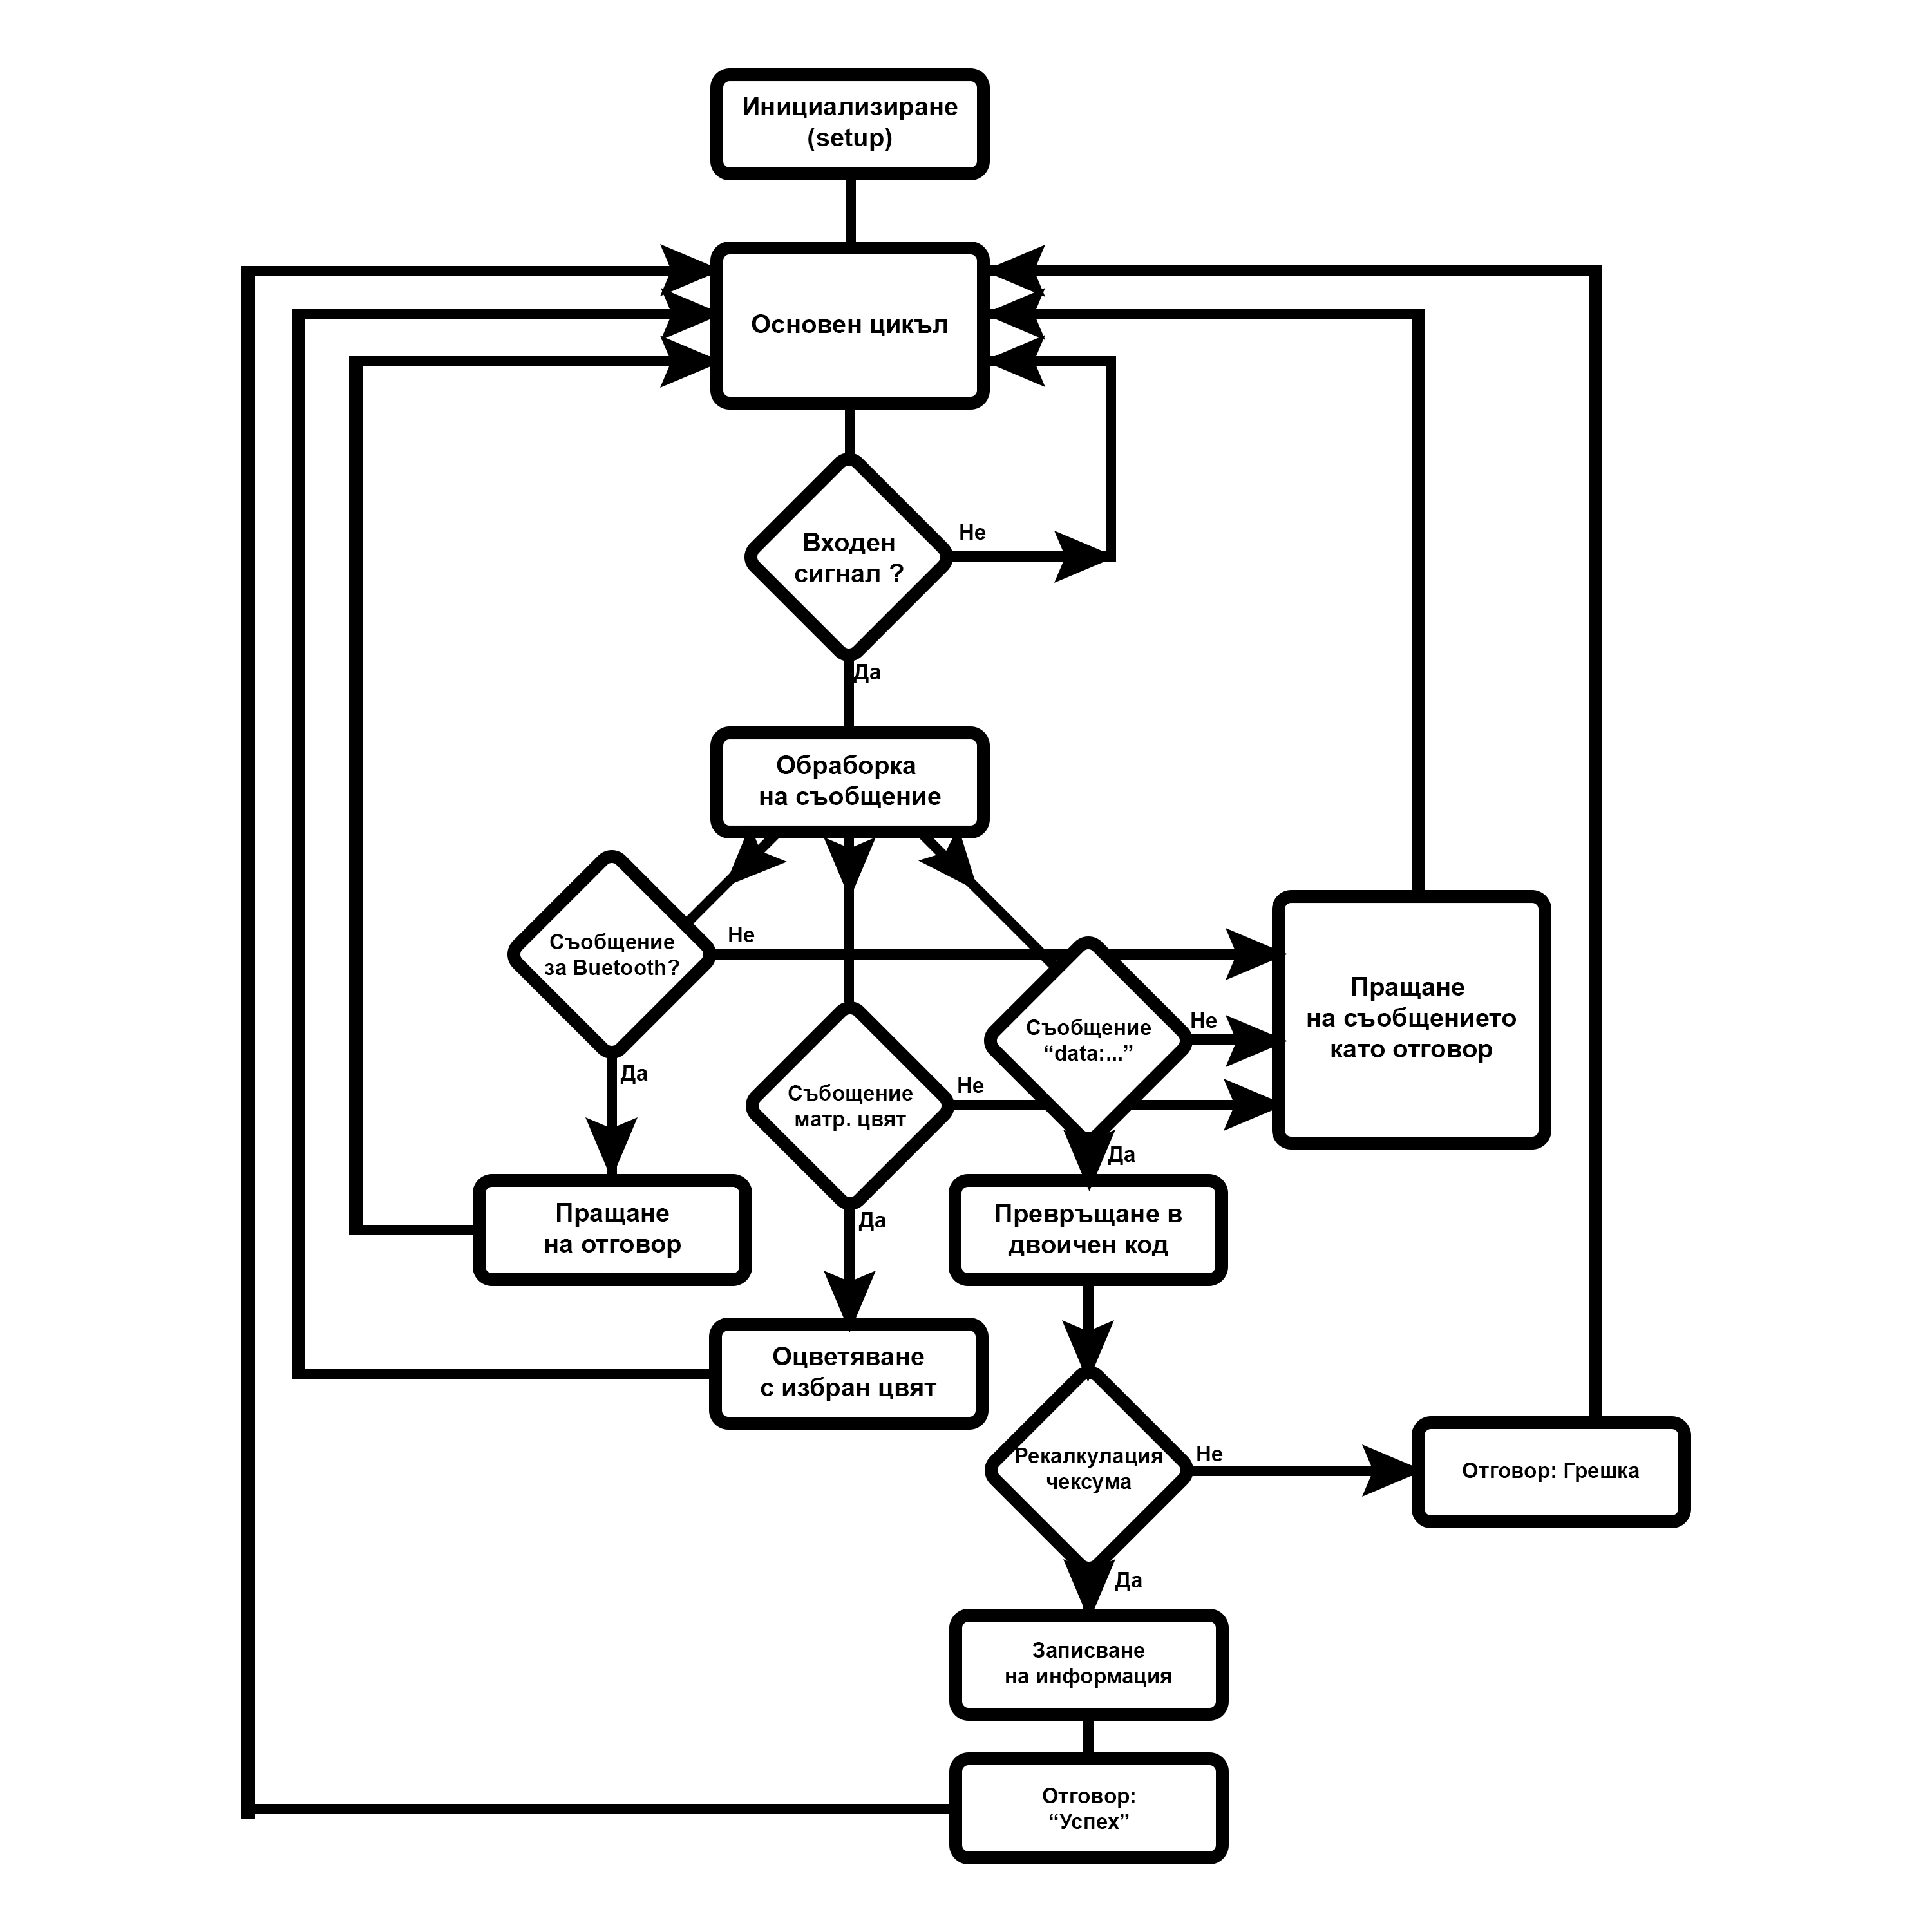 Инициализиране
(setup)
Основен цикъл
Входен
сигнал ?
Не
Да
Обраборка
на съобщение
Съобщение
за Buetooth?
Не
Да
Съобщение
“data:...”
Не
Да
Пращане
на съобщението
като отговор
Събощение
матр. цвят
Не
Да
Пращане
на отговор
Превръщане в
двоичен код
Оцветяване
с избран цвят
Рекалкулация
чексума
Не
Да
Отговор: Грешка
Записване
на информация
Отговор:
“Успех”